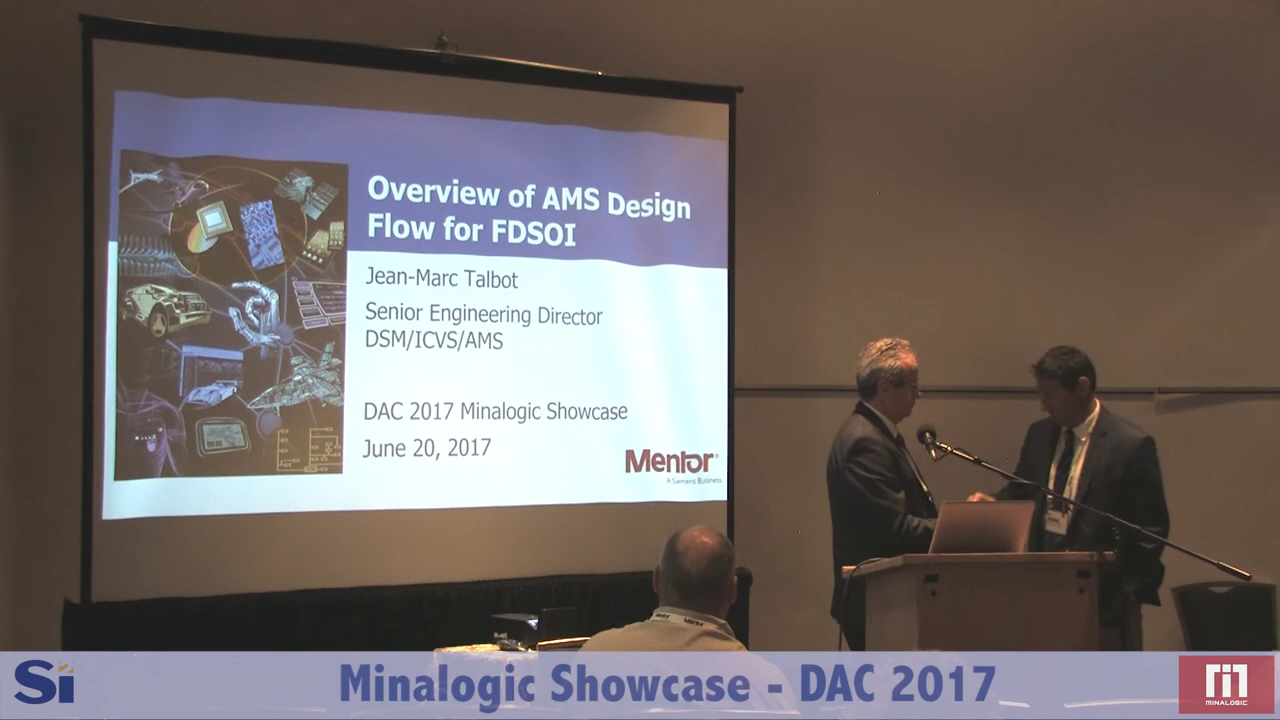 Overview of AMS Design
Flow for FDSOI
Jean-Marc Talbot
Senior Engineering Director
DSM/ICVS/AMS
DAC 2017 Minalogic Showcase
June 20, 2017
Mentor®
A Siemens Business
Mentor
Si
Minalogic Showcase - DAC 2017
MINALOGIC